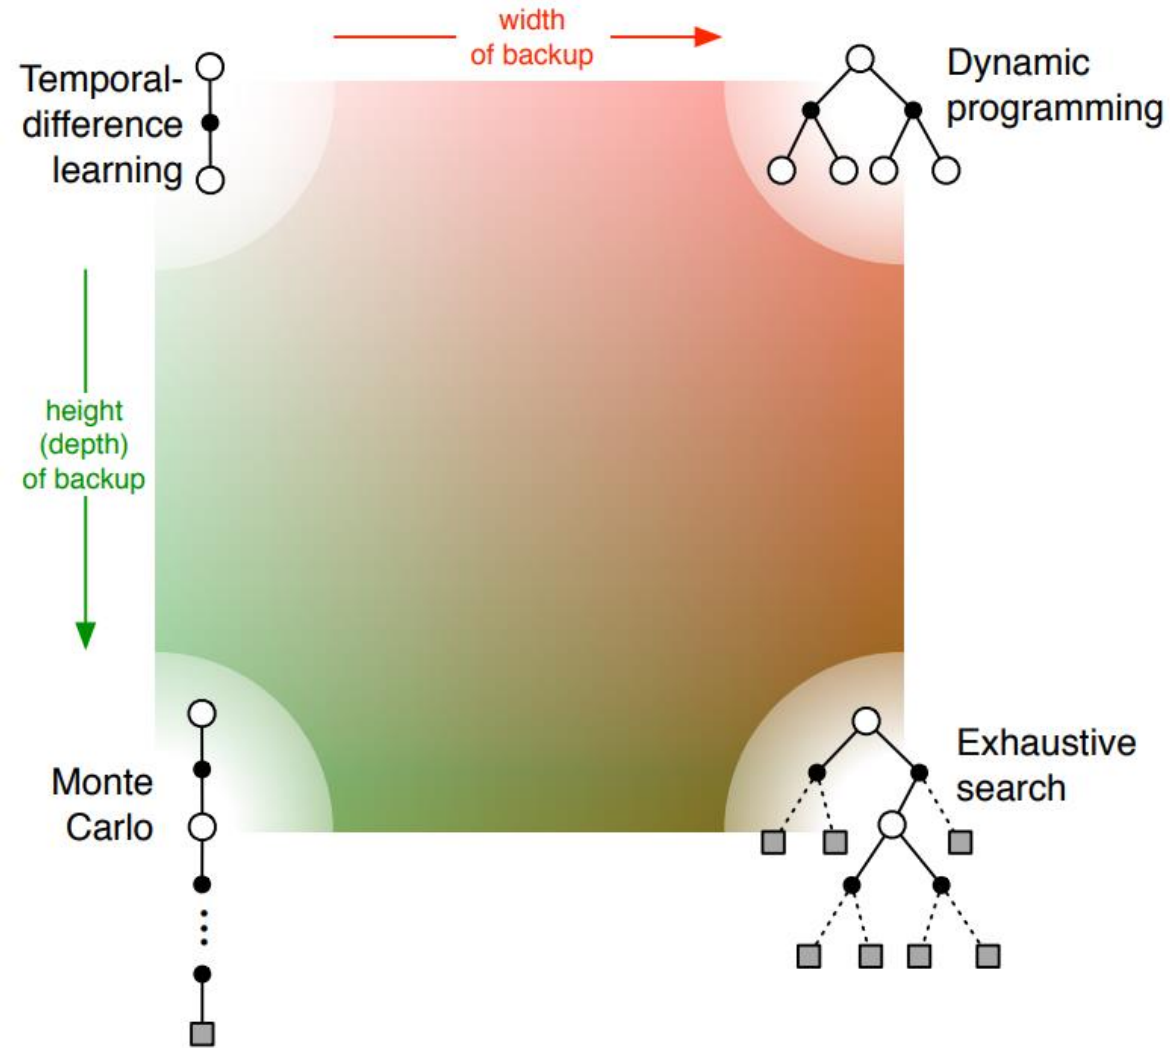 width
of backup
Temporal-
difference
learning
Dynamic
programming
height
(depth)
of backup
Monte
Carlo
Exhaustive
search